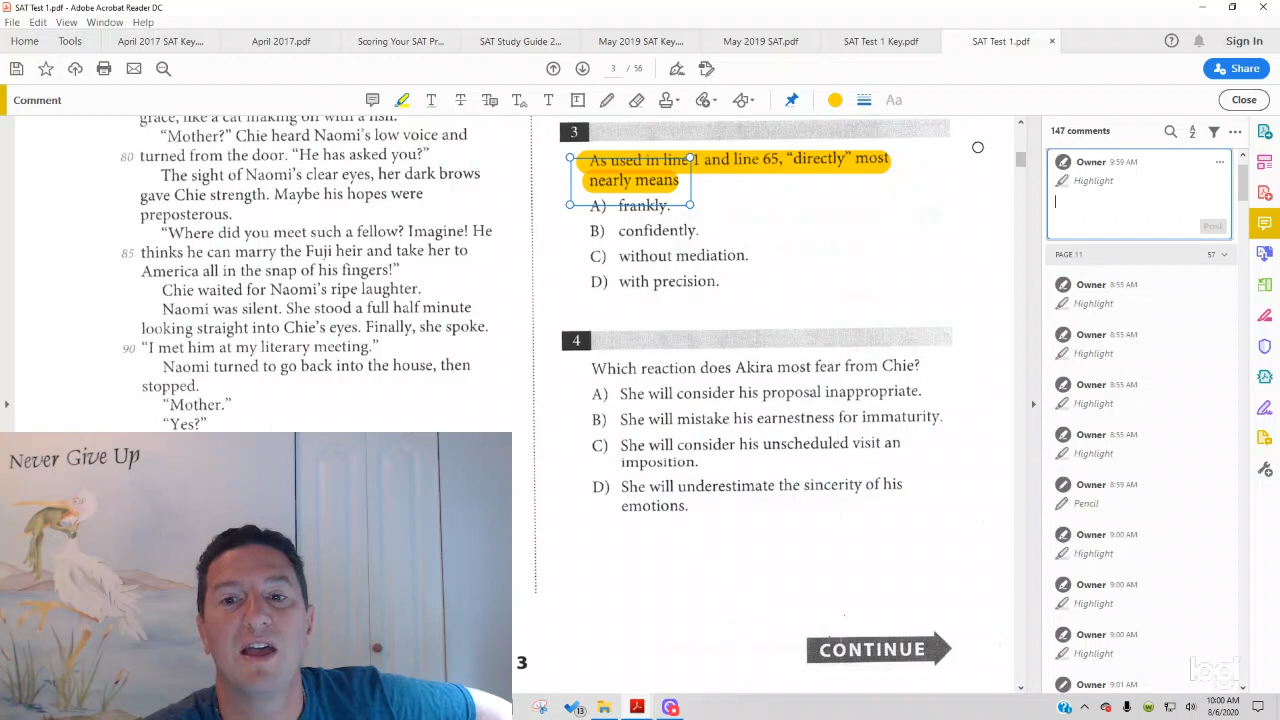 SAT Test 1.pdf - Adobe Acrobat Reader DC
File Edit View Window Help
Home Tools April 2017 SAT Key.... April 2017.pdf Scoring Your SAT Pr... SAT Study Guide 2... May 2019 SAT Key.... May 2019 SAT.pdf SAT Test 1 Key.pdf SAT Test 1.pdf × Sign In
3 / 56 Share
Comment Aa Close
grace, like a cat making off with a fish.
"Mother?" Chie heard Naomi's low voice and
80 turned from the door. "He has asked you?"
The sight of Naomi's clear eyes, her dark brows
gave Chie strength. Maybe his hopes were
preposterous.
"Where did you meet such a fellow? Imagine! He
85 thinks he can marry the Fuji heir and take her to
America all in the snap of his fingers!"
Chie waited for Naomi's ripe laughter.
Naomi was silent. She stood a full half minute
looking straight into Chie's eyes. Finally, she spoke.
90 "I met him at my literary meeting."
Naomi turned to go back into the house, then
stopped.
"Mother."
"Yes?"
Never Give Up
3
As used in line 1 and line 65, "directly" most
nearly means
A) frankly.
B) confidently.
C) without mediation.
D) with precision.
4
Which reaction does Akira most fear from Chie?
A) She will consider his proposal inappropriate.
B) She will mistake his earnestness for immaturity.
C) She will consider his unscheduled visit an
imposition.
D) She will underestimate the sincerity of his
emotions.
CONTINUE
3
147 comments
Owner 9:59 AM
Highlight
Post
PAGE 11 57
Owner 8:55 AM
Highlight
Owner 8:55 AM
Highlight
Owner 8:55 AM
Highlight
Owner 8:55 AM
Highlight
Owner 8:59 AM
Pencil
Owner 9:00 AM
Highlight
Owner 9:00 AM
Highlight
Owner 9:00 AM
Highlight
Owner 9:01 AM
logi
13
10:00 AM
8/6/2020